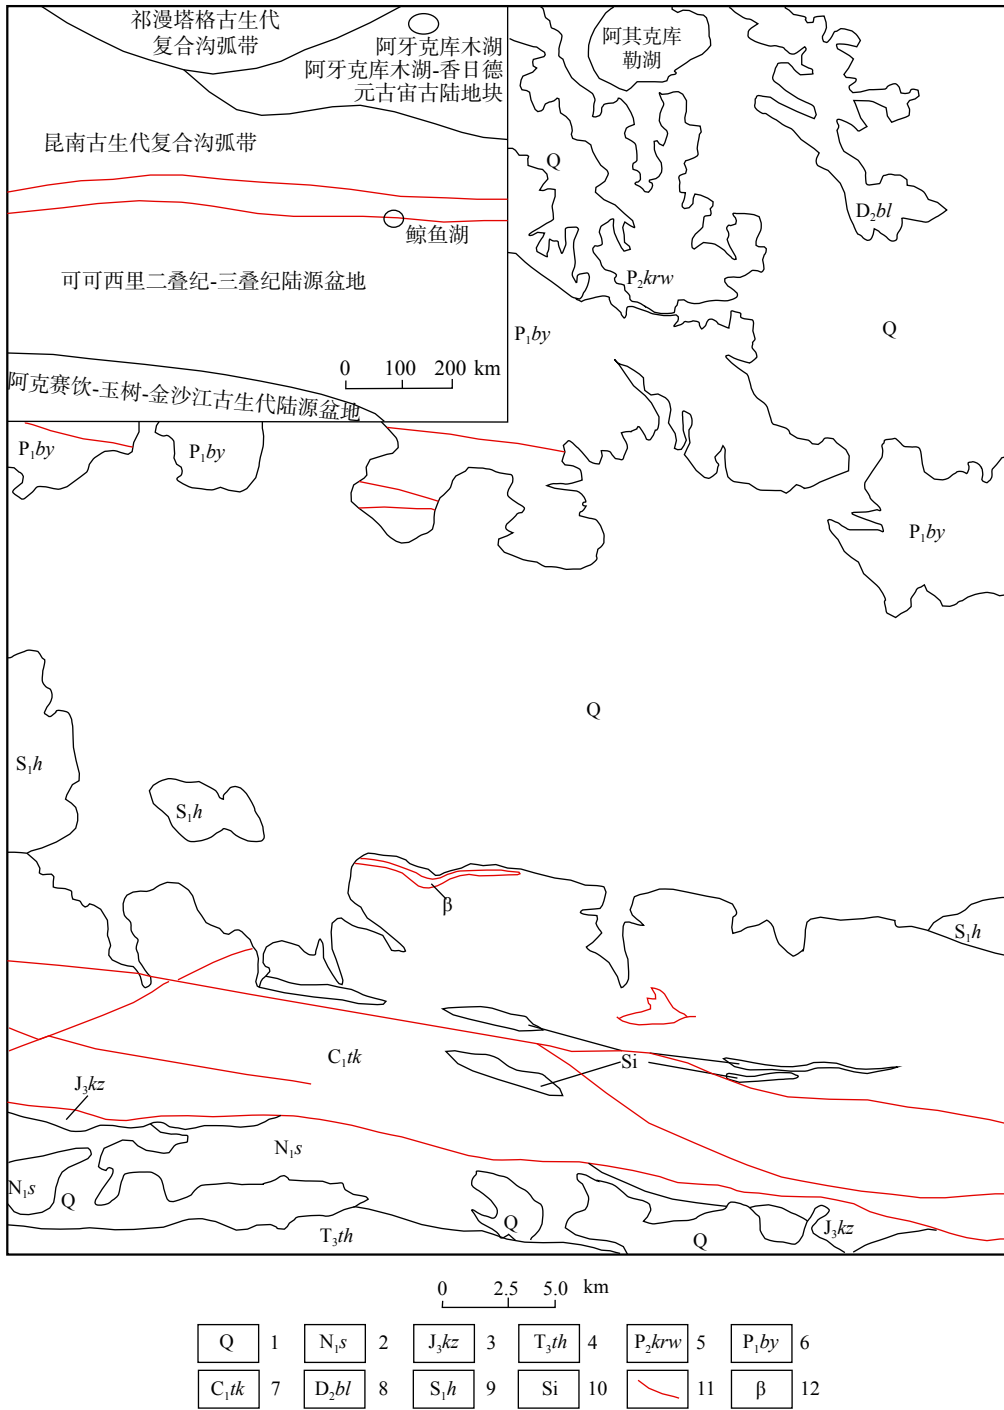 祁漫塔格古生代
复合沟弧带
阿牙克库木湖
阿牙克库木湖-香日德
元古宙古陆地块
昆南古生代复合沟弧带
鲸鱼湖
可可西里二叠纪-三叠纪陆源盆地
0 100 200 km
阿克赛饮-玉树-金沙江古生代陆源盆地
阿其克库
勒湖
Q
D₂bl
P₂krw
P₁by
Q
P₁by
P₁by
P₁by
Q
S₁h
S₁h
β
S₁h
C₁tk
Si
J₃kz
N₁s
N₁s
Q
T₃th
Q
Q
J₃kz
0 2.5 5.0 km
Q 1 N₁s 2 J₃kz 3 T₃th 4 P₂krw 5 P₁by 6
C₁tk 7 D₂bl 8 S₁h 9 Si 10 11 β 12